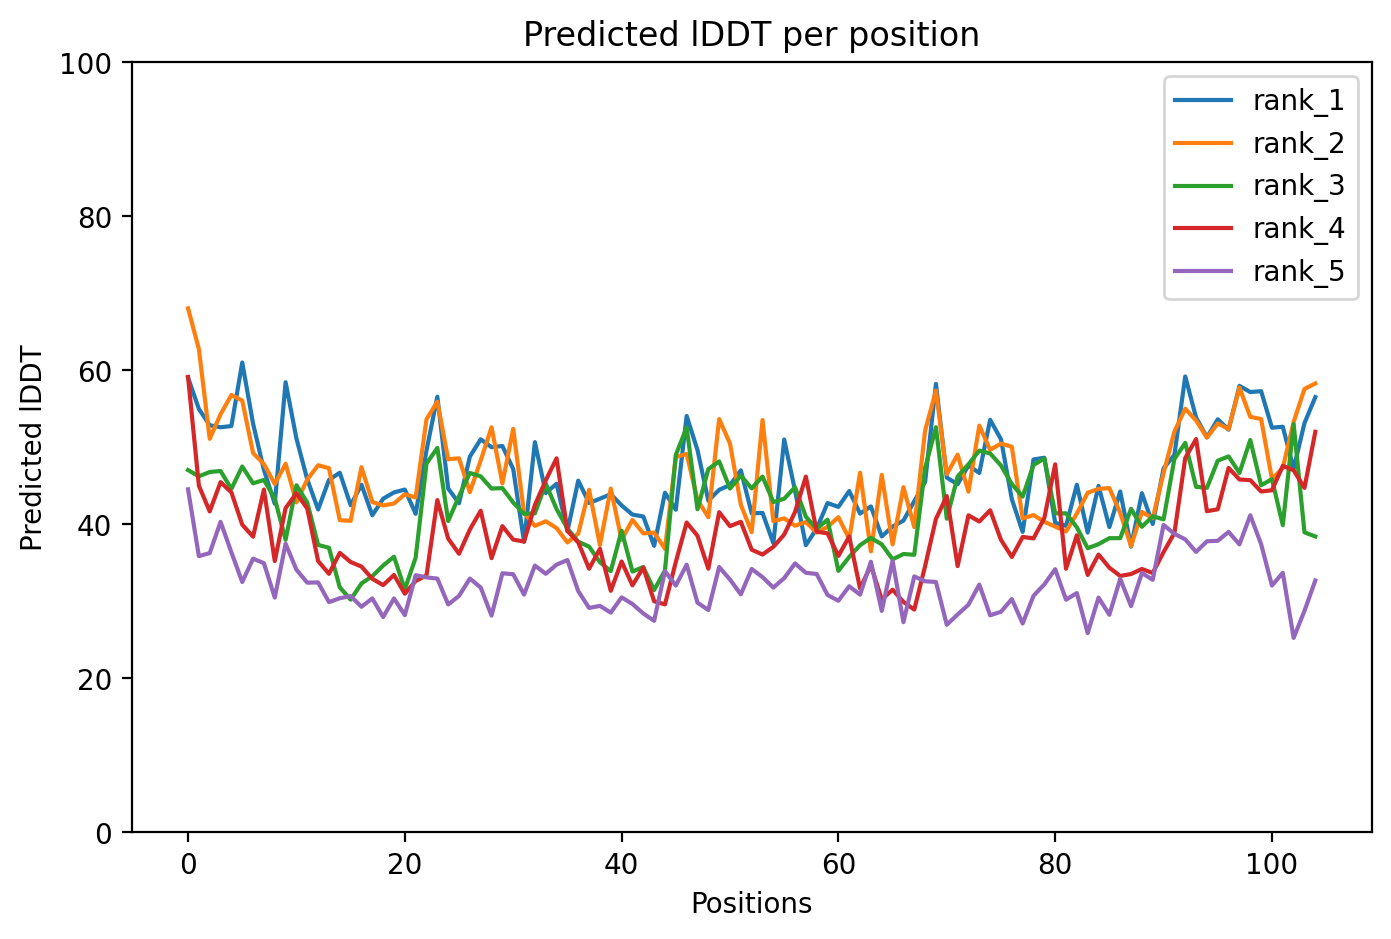 Predicted lDDT per position
100
80
60
40
20
0
Predicted lDDT
0 20 40 60 80 100
Positions
rank_1
rank_2
rank_3
rank_4
rank_5